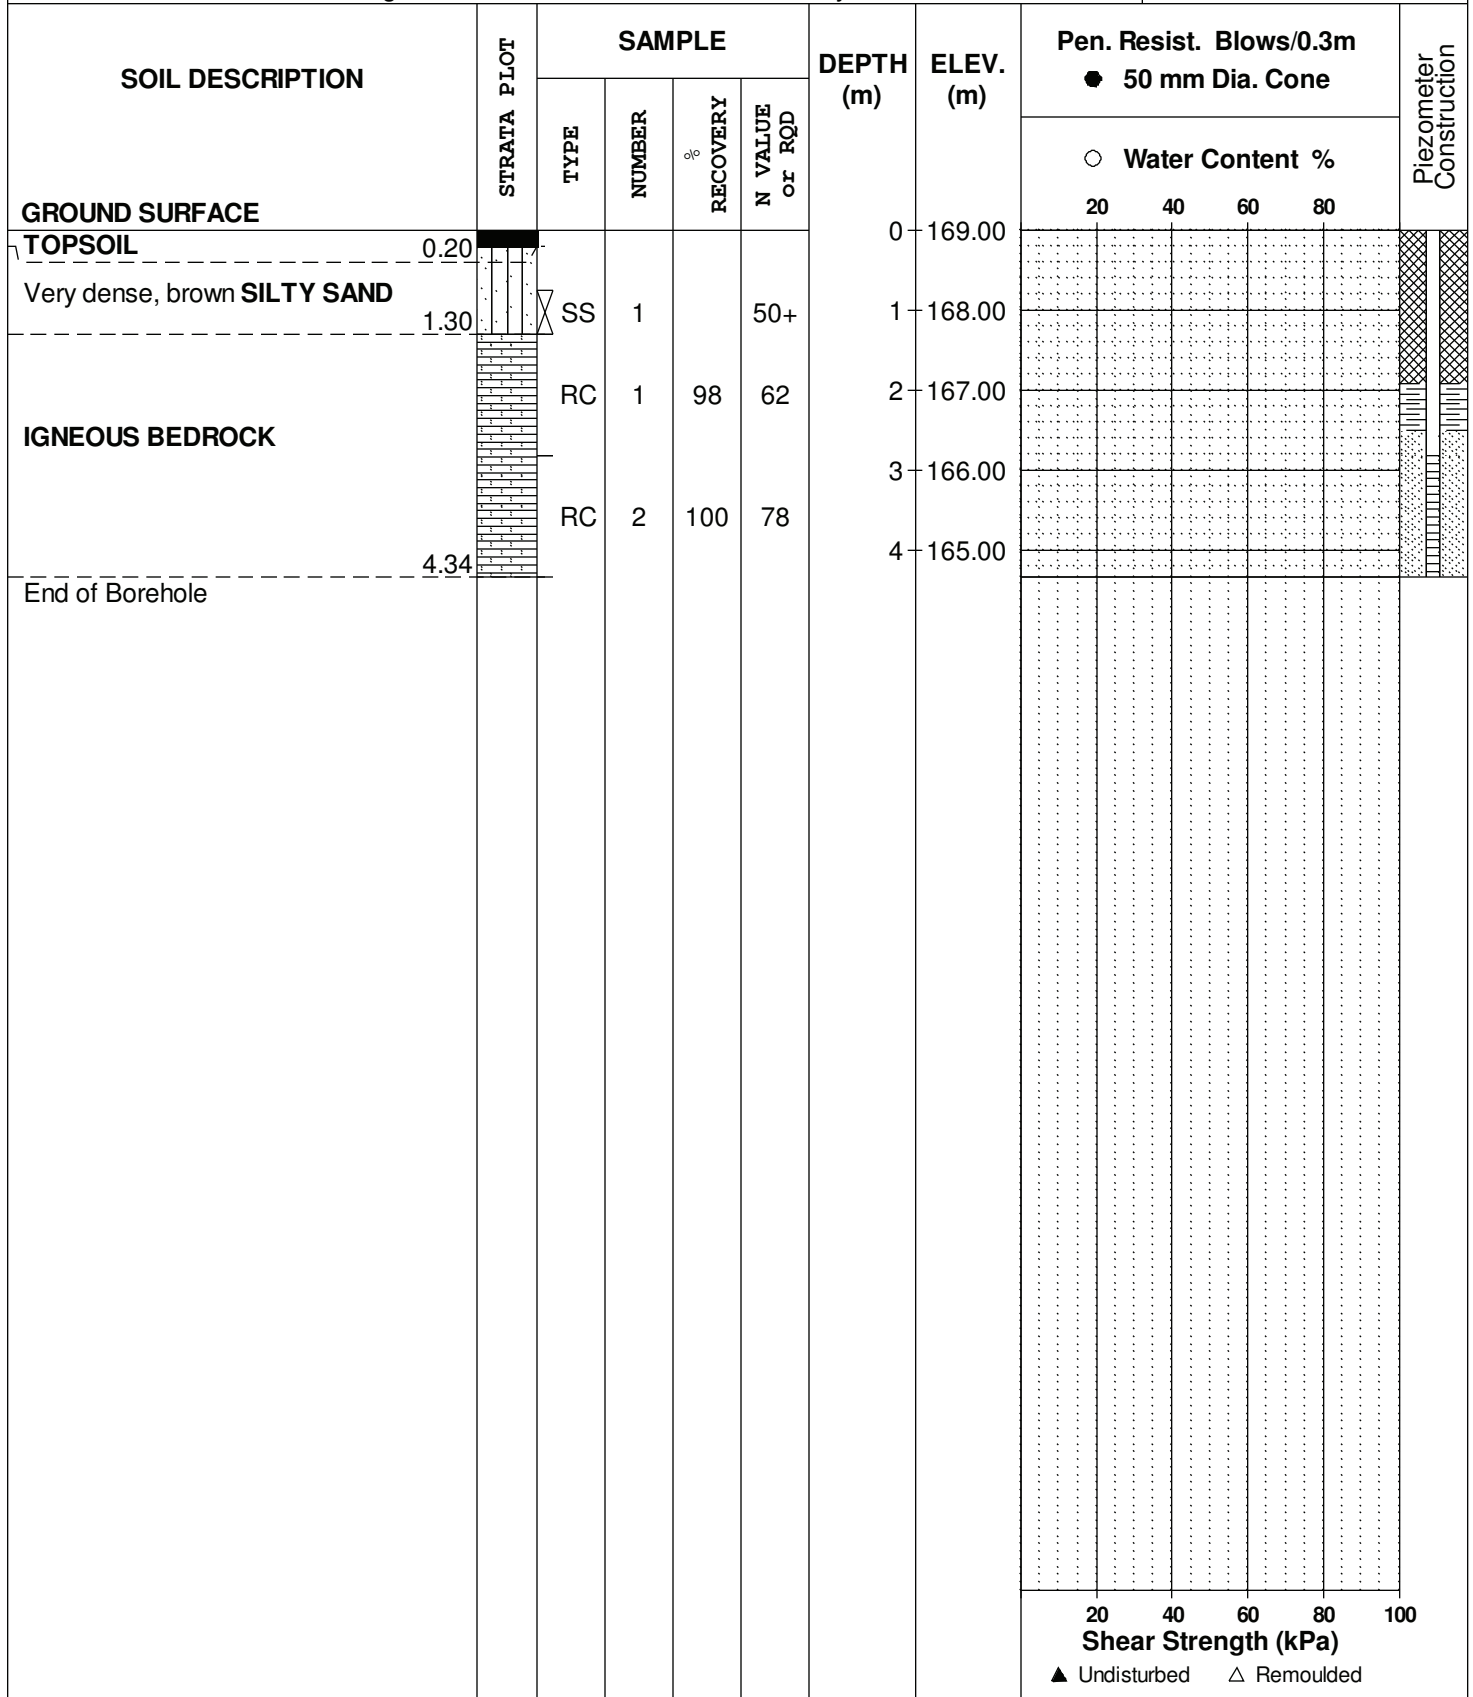 SOIL DESCRIPTION
GROUND SURFACE
STRATA PLOT
SAMPLE
TYPE
NUMBER
% RECOVERY
N VALUE or RQD
DEPTH (m)
ELEV. (m)
Pen. Resist. Blows/0.3m
● 50 mm Dia. Cone
○ Water Content %
20 40 60 80
Piezometer Construction
0 169.00
TOPSOIL 0.20
Very dense, brown SILTY SAND
1.30
SS 1 50+
1 168.00
RC 1 98 62
2 167.00
IGNEOUS BEDROCK
3 166.00
RC 2 100 78
4 165.00
4.34
End of Borehole
20 40 60 80 100
Shear Strength (kPa)
▲ Undisturbed △ Remoulded